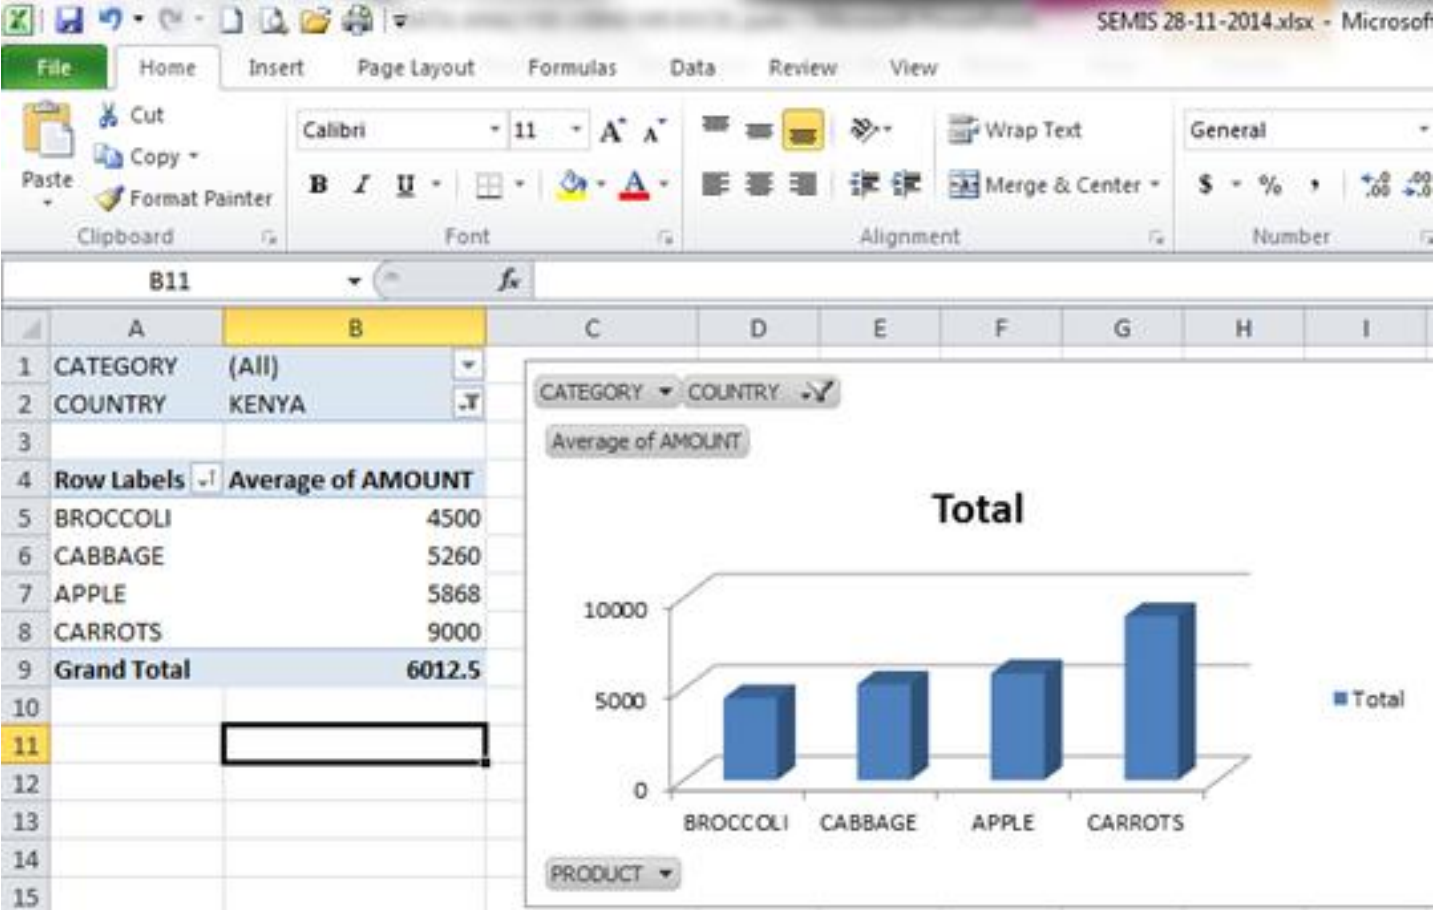 SEMIS 28-11-2014.xlsx - Microsoft
File Home Insert Page Layout Formulas Data Review View
Cut
Copy
Format Painter
Paste
Clipboard
Calibri 11 A A
B I U A
Font
Wrap Text
Merge & Center
Alignment
General
$ % , .00 .00
Number
B11 fx
A B C D E F G H I
1 CATEGORY (All)
2 COUNTRY KENYA
3
4 Row Labels Average of AMOUNT
5 BROCCOLI 4500
6 CABBAGE 5260
7 APPLE 5868
8 CARROTS 9000
9 Grand Total 6012.5
10
11
12
13
14
15
CATEGORY COUNTRY
Average of AMOUNT
Total
10000
5000
0
BROCCOLI CABBAGE APPLE CARROTS
Total
PRODUCT